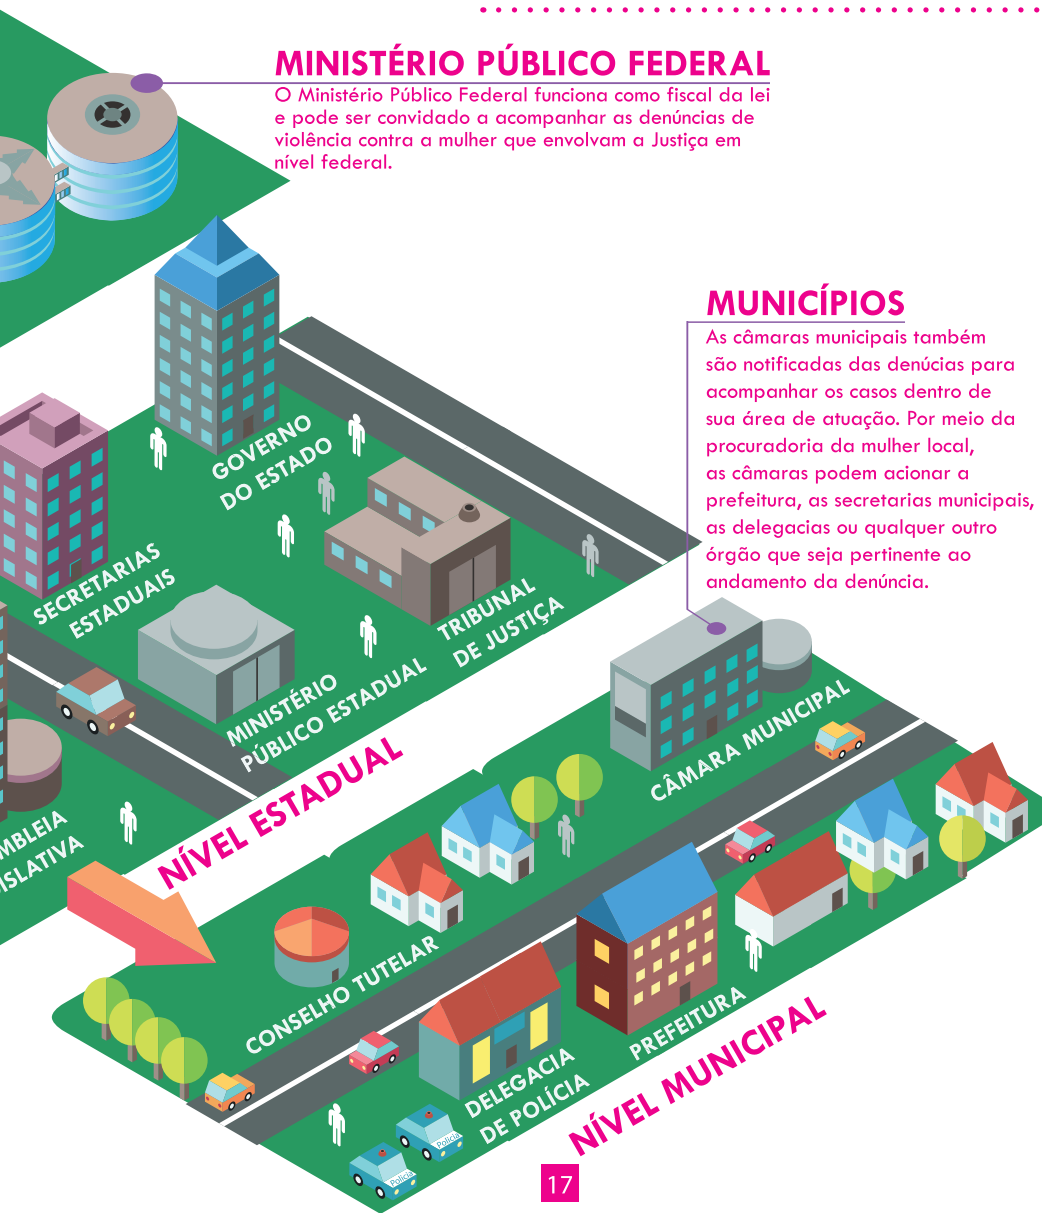 MINISTÉRIO PÚBLICO FEDERAL
O Ministério Público Federal funciona como fiscal da lei
e pode ser convidado a acompanhar as denúncias de
violência contra a mulher que envolvam a Justiça em
nível federal.
MUNICÍPIOS
As câmaras municipais também
são notificadas das denúcias para
acompanhar os casos dentro de
sua área de atuação. Por meio da
procuradoria da mulher local,
as câmaras podem acionar a
prefeitura, as secretarias municipais,
as delegacias ou qualquer outro
órgão que seja pertinente ao
andamento da denúncia.
GOVERNO
DO ESTADO
SECRETARIAS
ESTADUAIS
TRIBUNAL
DE JUSTIÇA
MINISTÉRIO
PÚBLICO ESTADUAL
MBLEIA
ISLATIVA
NÍVEL ESTADUAL
CÂMARA MUNICIPAL
CONSELHO TUTELAR
PREFEITURA
DELEGACIA
DE POLÍCIA
Polícia
Polícia
NÍVEL MUNICIPAL
17